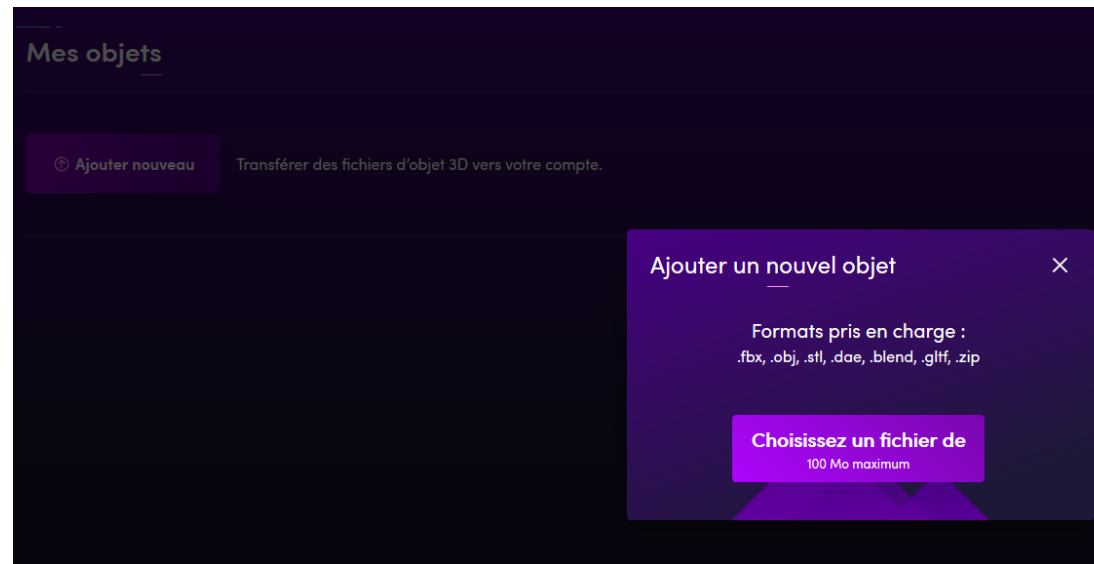 Mes objets
Ajouter nouveau
Transférer des fichiers d'objet 3D vers votre compte.
Ajouter un nouvel objet
Formats pris en charge :
.fbx, .obj, .stl, .dae, .blend, .gltf, .zip
Choisissez un fichier de
100 Mo maximum